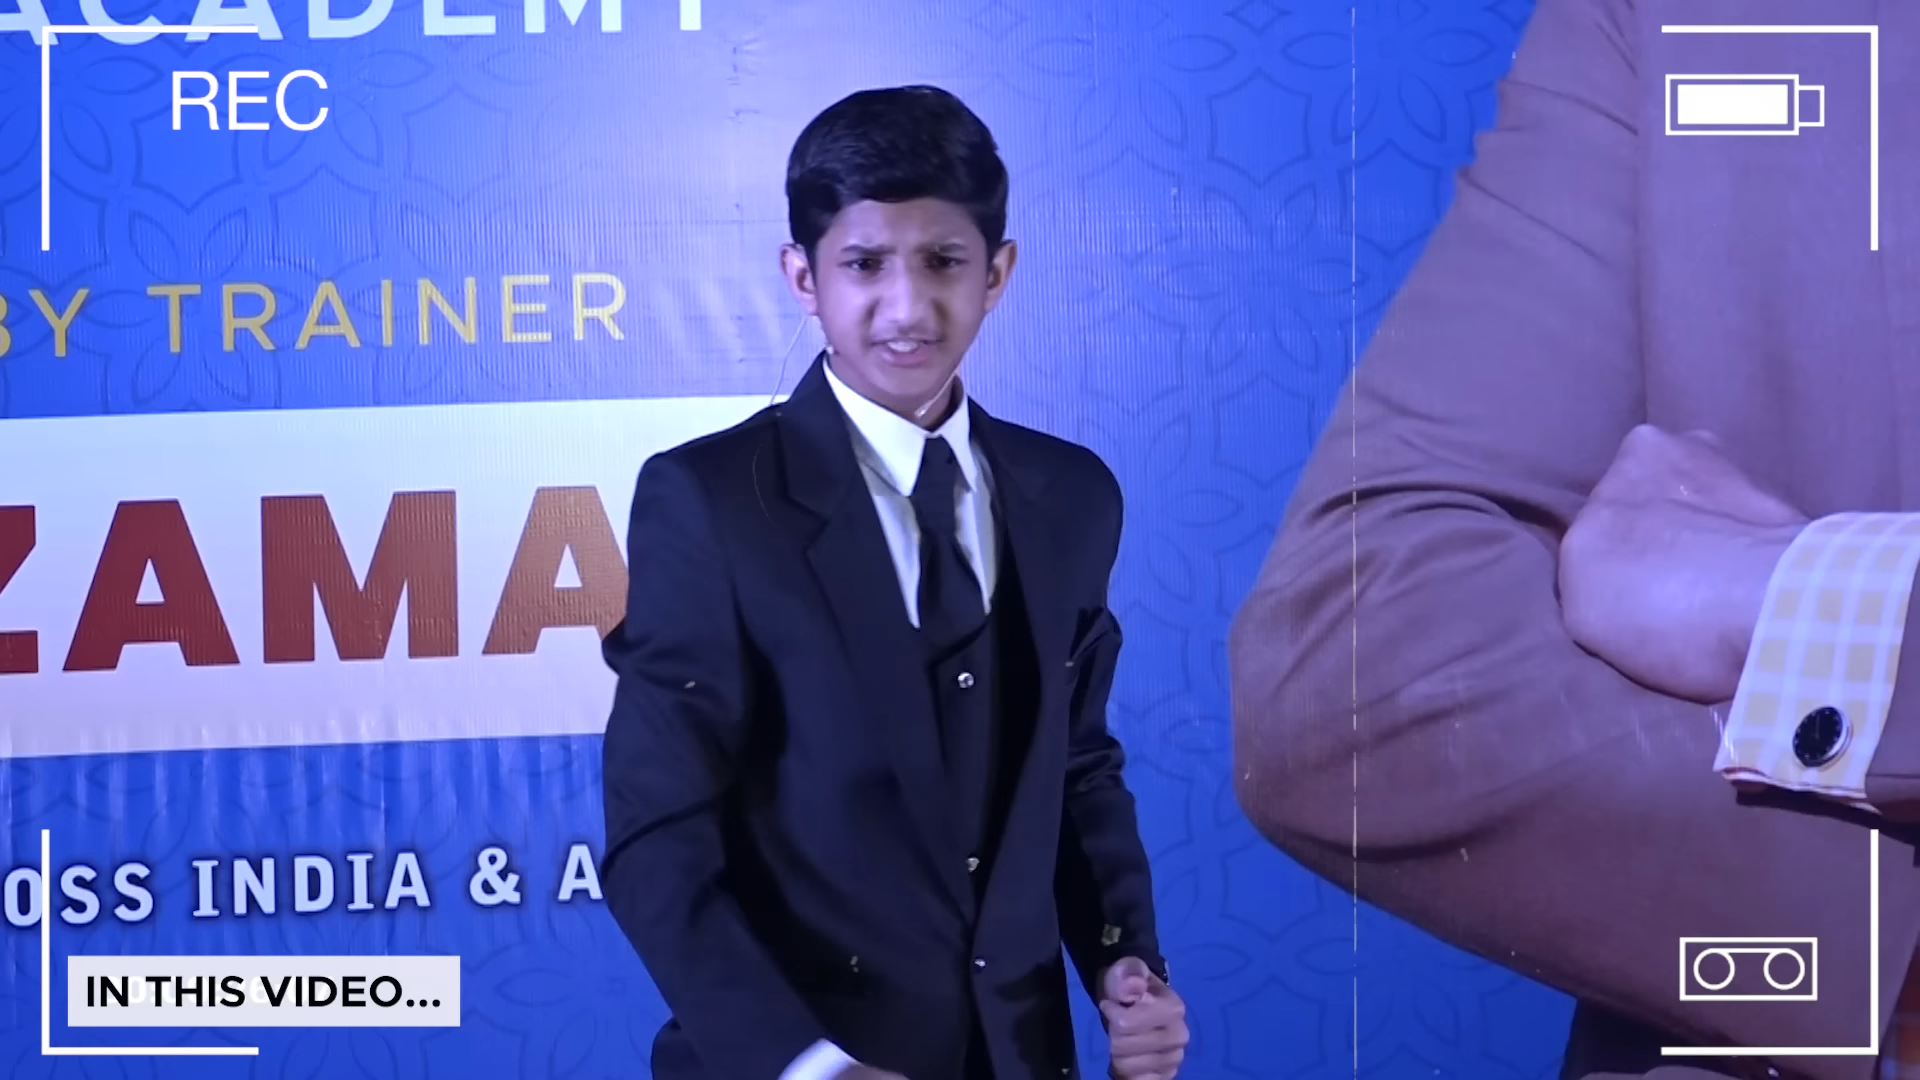 ACADEMY
REC
BY TRAINER
ZAMA
OSS INDIA & A
IN THIS VIDEO...